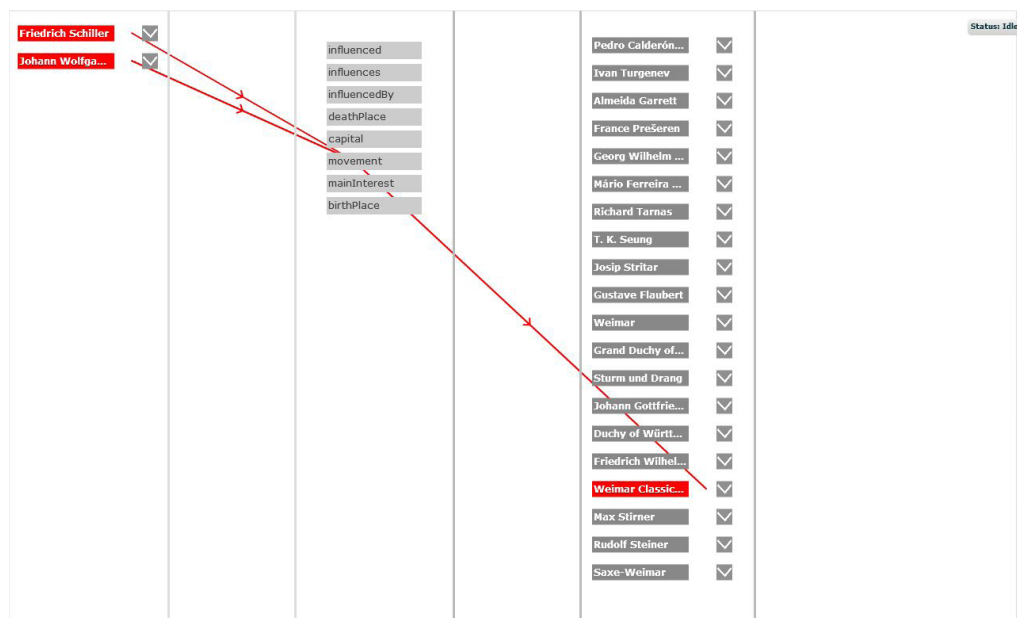 Friedrich Schiller
Johann Wolfga...
influenced
influences
influencedBy
deathPlace
capital
movement
mainInterest
birthPlace
Pedro Calderón...
Ivan Turgenev
Almeida Garrett
France Prešeren
Georg Wilhelm ...
Mário Ferreira ...
Richard Tarnas
T. K. Seung
Josip Stritar
Gustave Flaubert
Weimar
Grand Duchy of...
Sturm und Drang
Johann Gottfrie...
Duchy of Württ...
Friedrich Wilhel...
Weimar Classic...
Max Stirner
Rudolf Steiner
Saxe-Weimar
Status: Idle